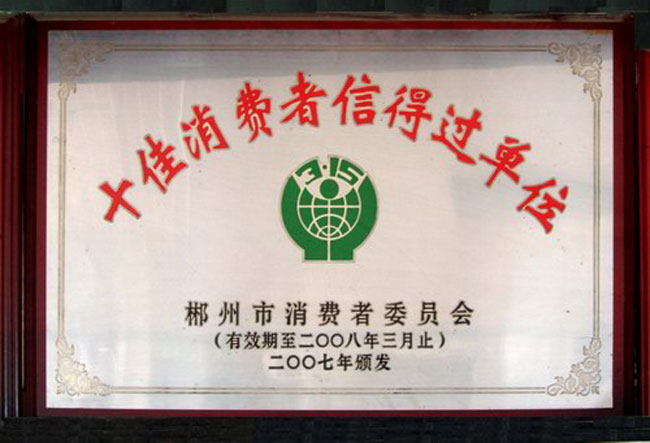 十佳消费者信得过单位
3·15
郴州市消费者委员会
(有效期至二〇〇八年三月止)
二〇〇七年颁发